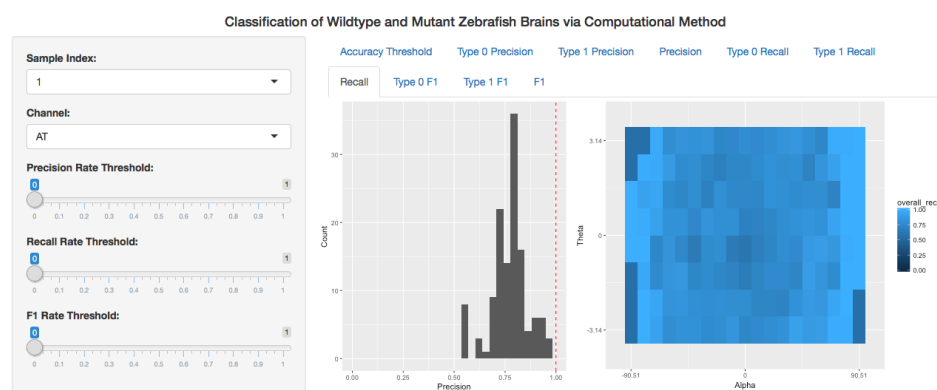 Classification of Wildtype and Mutant Zebrafish Brains via Computational Method
Sample Index:
1
Channel:
AT
Precision Rate Threshold:
0 1
0 0.1 0.2 0.3 0.4 0.5 0.6 0.7 0.8 0.9 1
Recall Rate Threshold:
0 1
0 0.1 0.2 0.3 0.4 0.5 0.6 0.7 0.8 0.9 1
F1 Rate Threshold:
0 1
0 0.1 0.2 0.3 0.4 0.5 0.6 0.7 0.8 0.9 1
Accuracy Threshold Type 0 Precision Type 1 Precision Precision Type 0 Recall Type 1 Recall
Recall Type 0 F1 Type 1 F1 F1
Count
30
20
10
0
0.00 0.25 0.50 0.75 1.00
Precision
Theta
3.14
0
-3.14
-90.51 0 90.51
Alpha
overall_rec
1.00
0.75
0.50
0.25
0.00